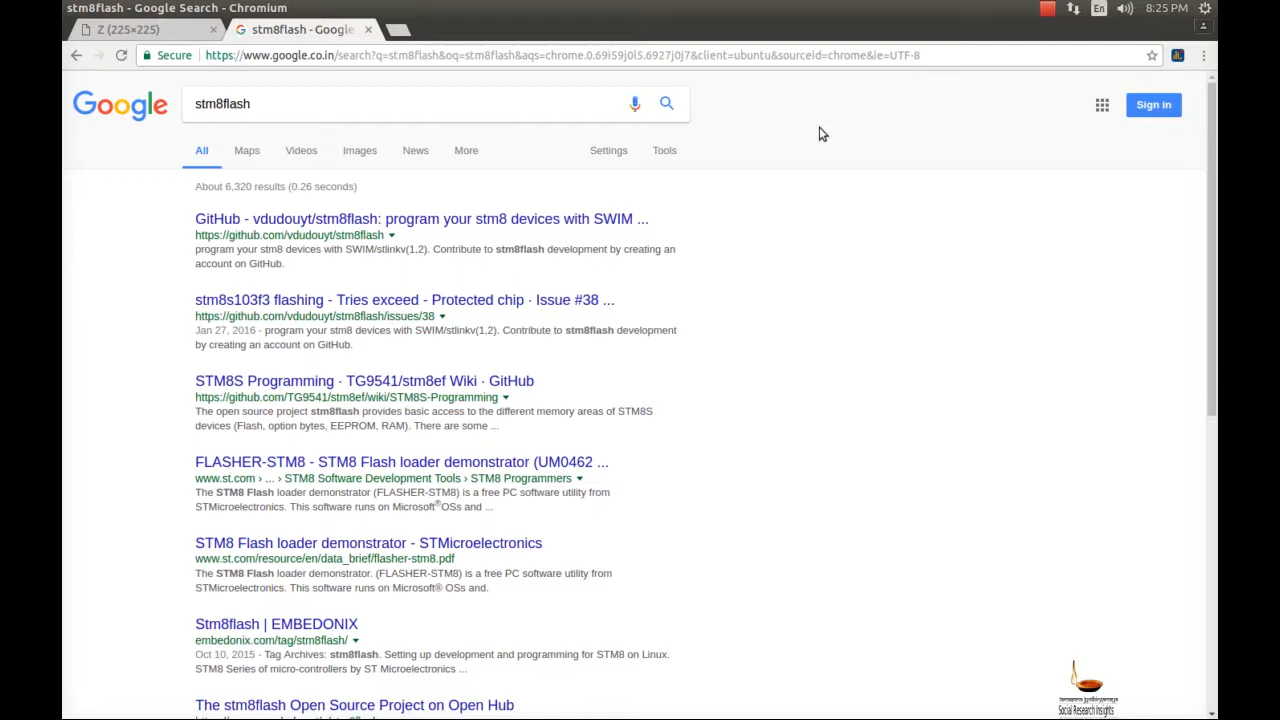 stm8flash - Google Search - Chromium
En
8:25 PM
Z (225×225)
stm8flash - Google
Secure
https://www.google.co.in/search?q=stm8flash&oq=stm8flash&aqs=chrome.0.69i59j0l5.6927j0j7&client=ubuntu&sourceid=chrome&ie=UTF-8
Google
stm8flash
Sign in
All Maps Videos Images News More Settings Tools
About 6,320 results (0.26 seconds)
GitHub - vdudouyt/stm8flash: program your stm8 devices with SWIM ...
https://github.com/vdudouyt/stm8flash
program your stm8 devices with SWIM/stlinkv(1,2). Contribute to stm8flash development by creating an
account on GitHub.
stm8s103f3 flashing - Tries exceed - Protected chip · Issue #38 ...
https://github.com/vdudouyt/stm8flash/issues/38
Jan 27, 2016 - program your stm8 devices with SWIM/stlinkv(1,2). Contribute to stm8flash development
by creating an account on GitHub.
STM8S Programming · TG9541/stm8ef Wiki · GitHub
https://github.com/TG9541/stm8ef/wiki/STM8S-Programming
The open source project stm8flash provides basic access to the different memory areas of STM8S
devices (Flash, option bytes, EEPROM, RAM). There are some ...
FLASHER-STM8 - STM8 Flash loader demonstrator (UM0462 ...
www.st.com › ... › STM8 Software Development Tools › STM8 Programmers
The STM8 Flash loader demonstrator (FLASHER-STM8) is a free PC software utility from
STMicroelectronics. This software runs on Microsoft®OSs and ...
STM8 Flash loader demonstrator - STMicroelectronics
www.st.com/resource/en/data_brief/flasher-stm8.pdf
The STM8 Flash loader demonstrator. (FLASHER-STM8) is a free PC software utility from
STMicroelectronics. This software runs on Microsoft® OSs and.
Stm8flash | EMBEDONIX
embedonix.com/tag/stm8flash/
Oct 10, 2015 - Tag Archives: stm8flash. Setting up development and programming for STM8 on Linux.
STM8 Series of micro-controllers by ST Microelectronics ...
The stm8flash Open Source Project on Open Hub
Social Research Insights